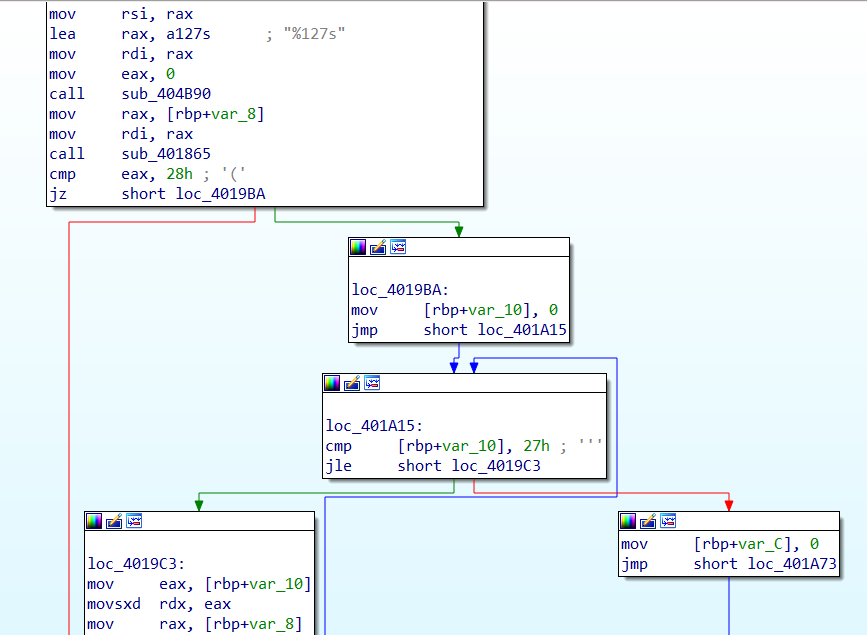 mov rsi, rax
lea rax, a127s ; "%127s"
mov rdi, rax
mov eax, 0
call sub_404B90
mov rax, [rbp+var_8]
mov rdi, rax
call sub_401865
cmp eax, 28h ; '('
jz short loc_4019BA
loc_4019BA:
mov [rbp+var_10], 0
jmp short loc_401A15
loc_401A15:
cmp [rbp+var_10], 27h ; '''
jle short loc_4019C3
loc_4019C3:
mov eax, [rbp+var_10]
movsxd rdx, eax
mov rax, [rbp+var_8]
mov [rbp+var_C], 0
jmp short loc_401A73